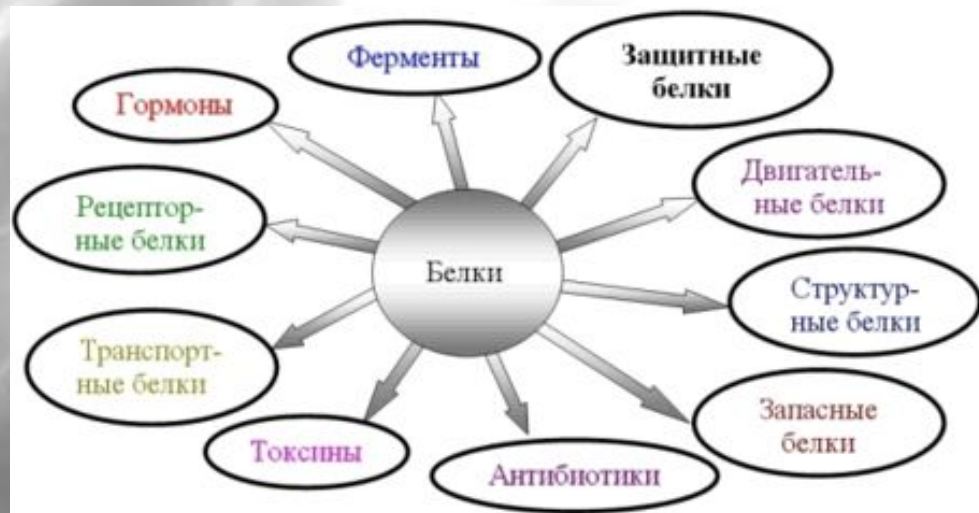 Ферменты
Защитные
белки
Гормоны
Двигатель-
ные белки
Рецептор-
ные белки
Белки
Структур-
ные белки
Транспорт-
ные белки
Запасные
белки
Токсины
Антибиотики